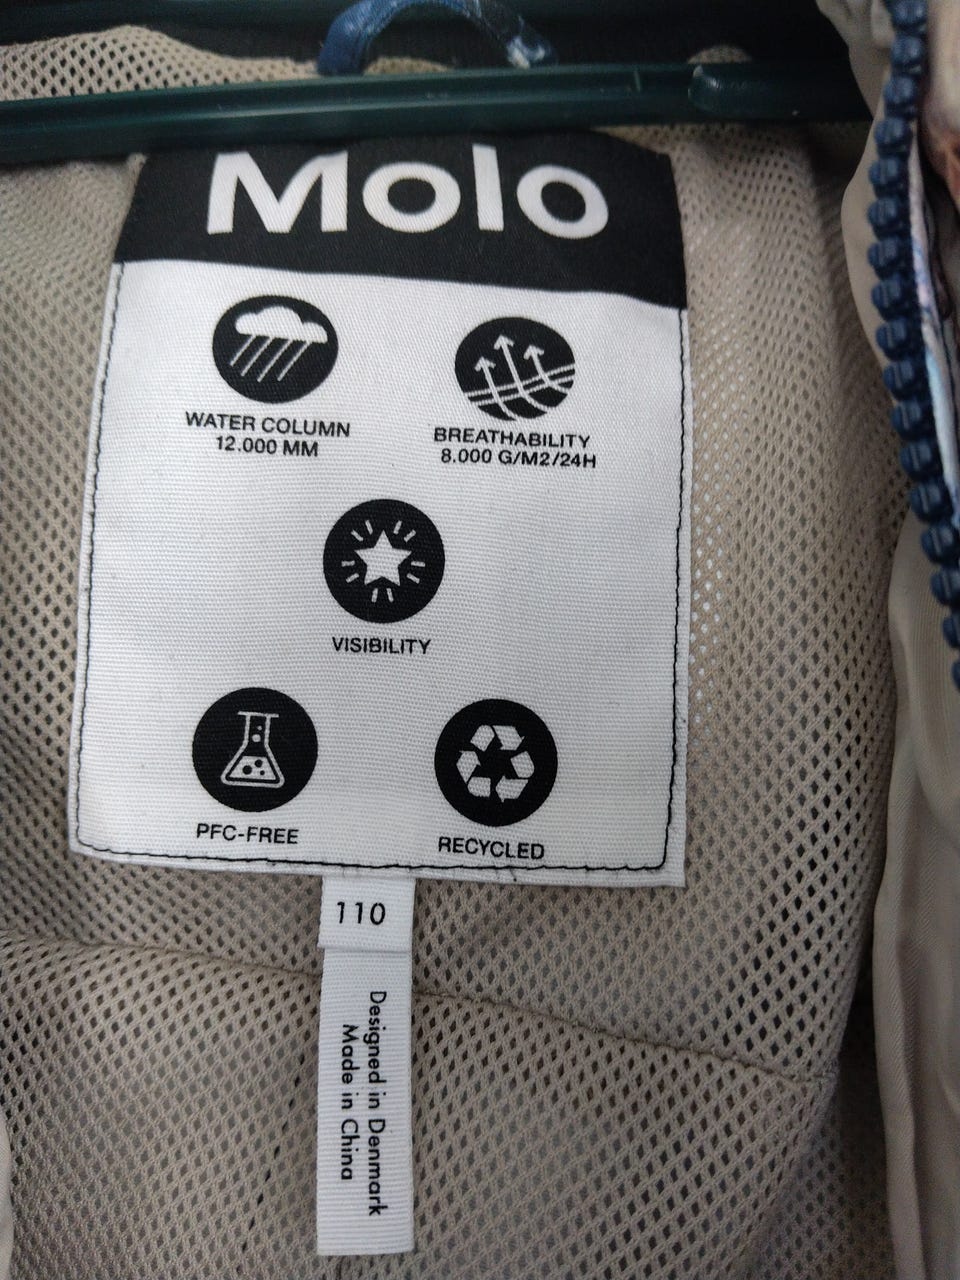 Molo
WATER COLUMN
12.000 MM
BREATHABILITY
8.000 G/M2/24H
VISIBILITY
PFC-FREE
RECYCLED
110
Designed in Denmark
Made in China